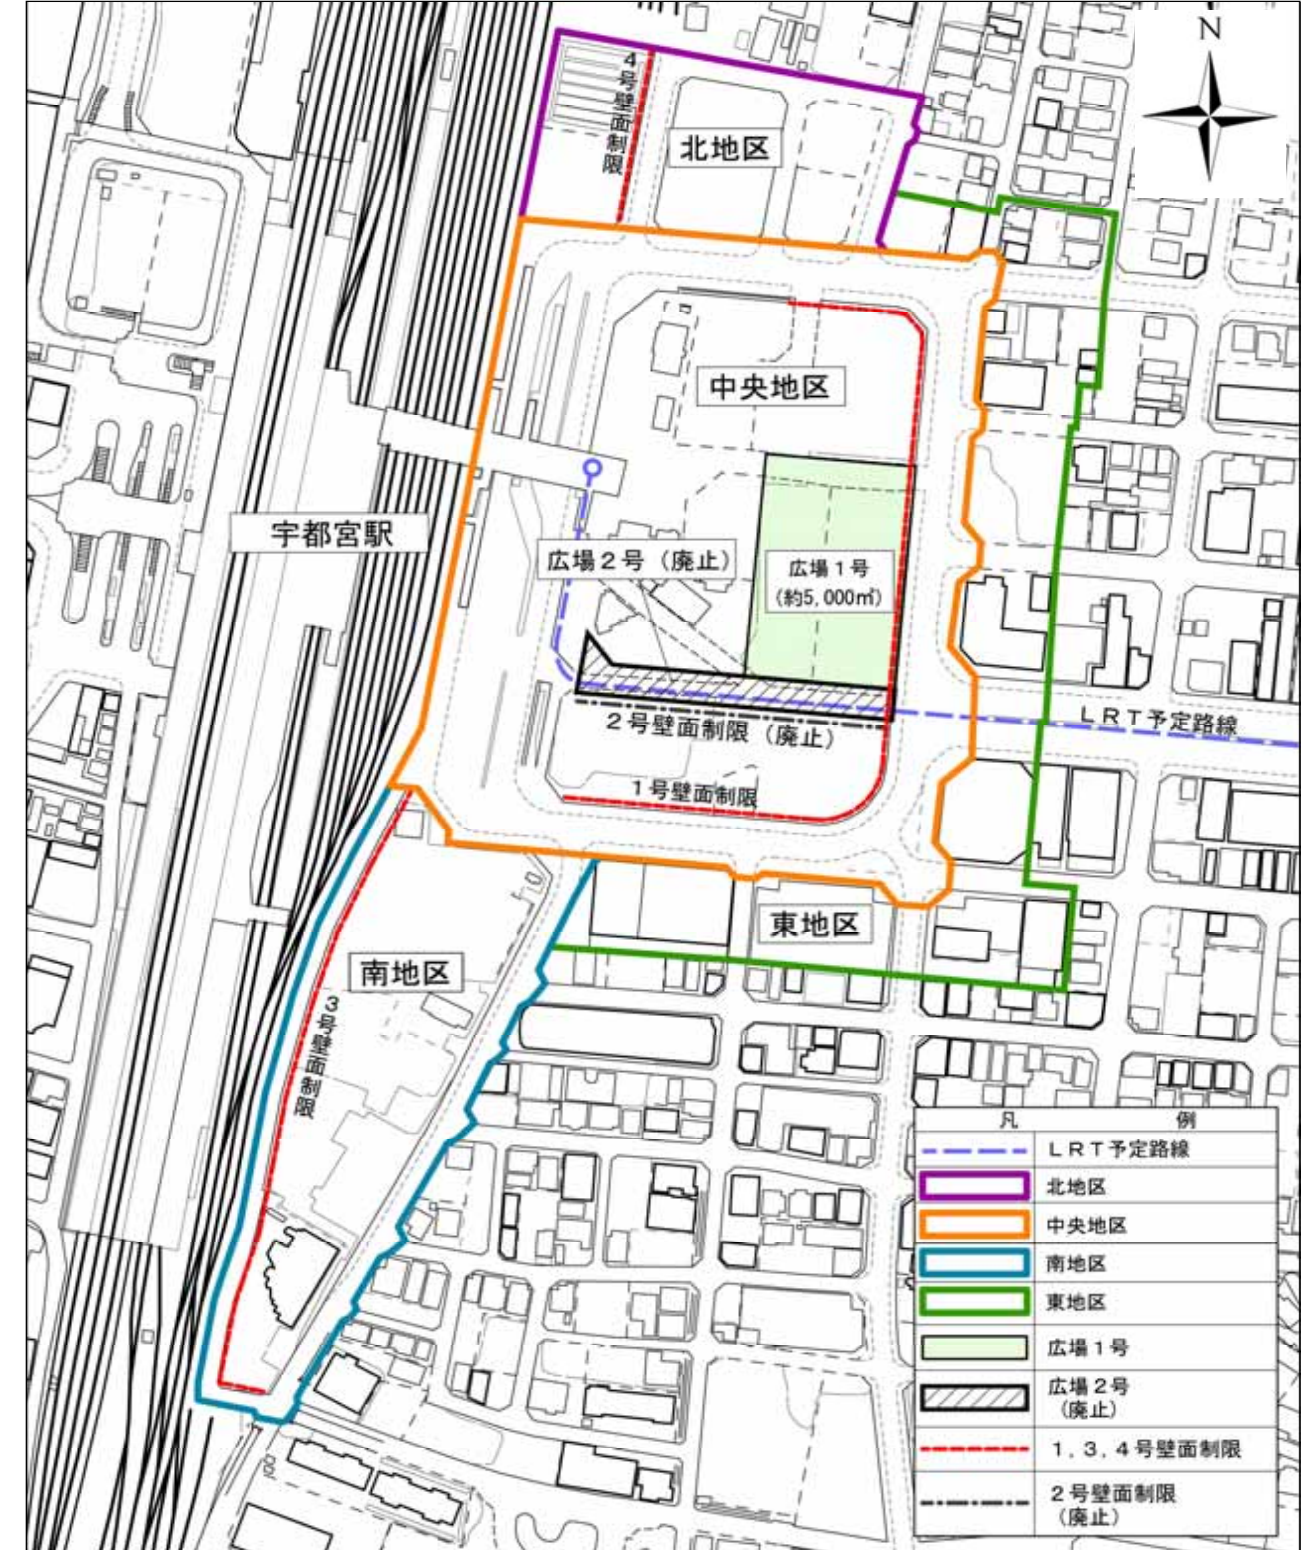 N
4号壁面制限
北地区
中央地区
宇都宮駅
広場2号（廃止）
広場1号
（約5,000㎡）
LRT予定路線
2号壁面制限（廃止）
1号壁面制限
東地区
南地区
3号壁面制限
凡例
LRT予定路線
北地区
中央地区
南地区
東地区
広場1号
広場2号
（廃止）
1,3,4号壁面制限
2号壁面制限
（廃止）